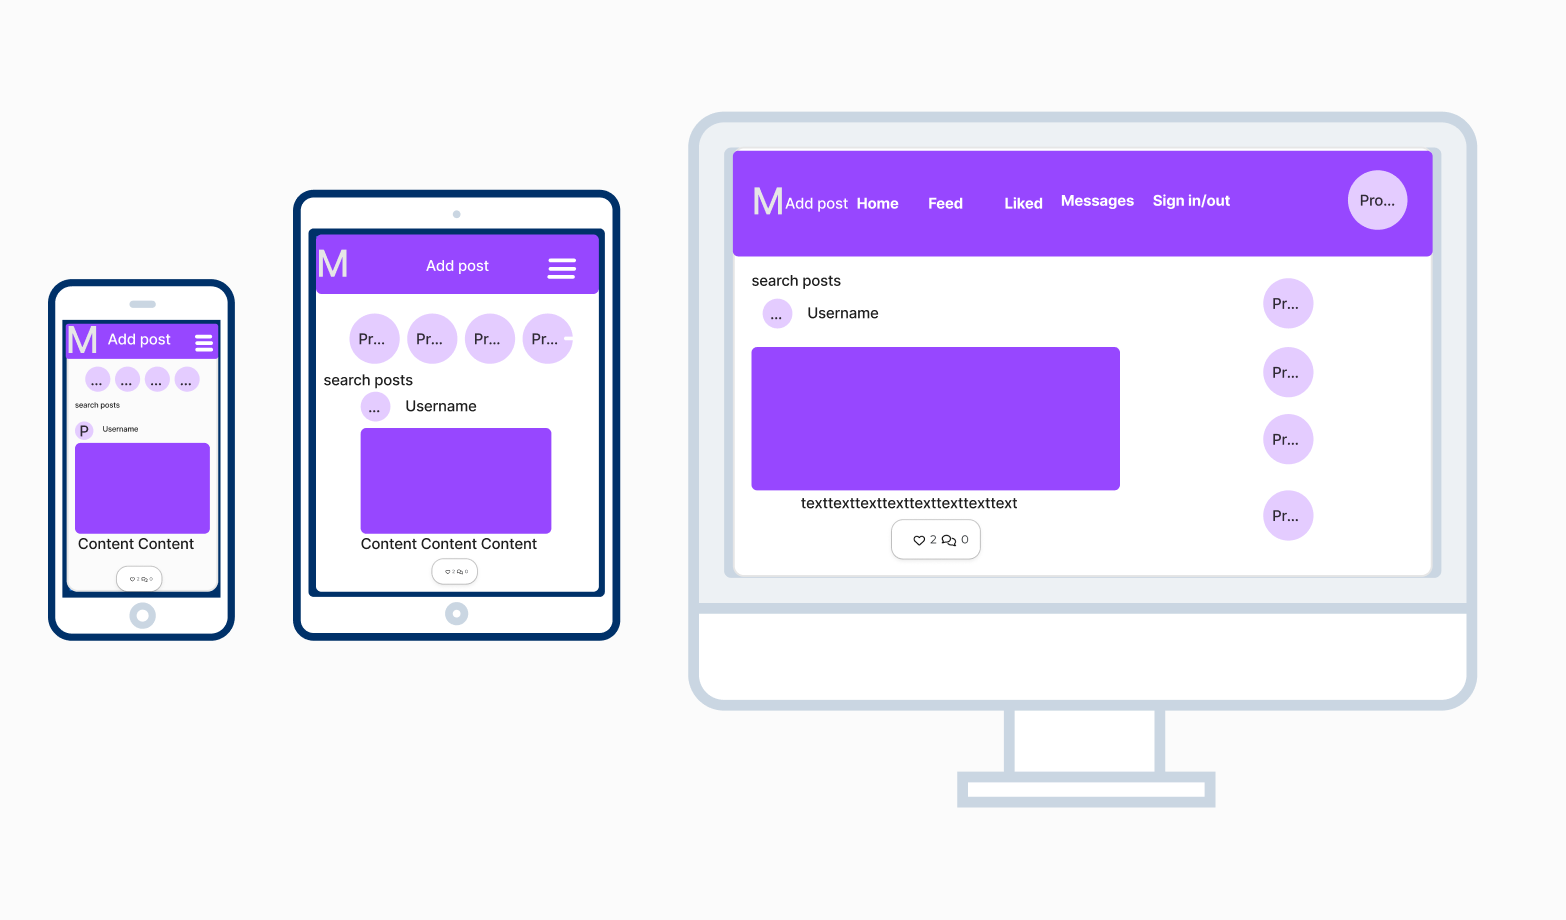 M Add post
... ... ... ...
search posts
P Username
Content Content
2 0
M Add post
Pr... Pr... Pr... Pr...
search posts
... Username
Content Content Content
2 0
M Add post Home Feed Liked Messages Sign in/out Pro...
search posts
... Username
texttexttexttexttexttexttexttext
2 0
Pr...
Pr...
Pr...
Pr...